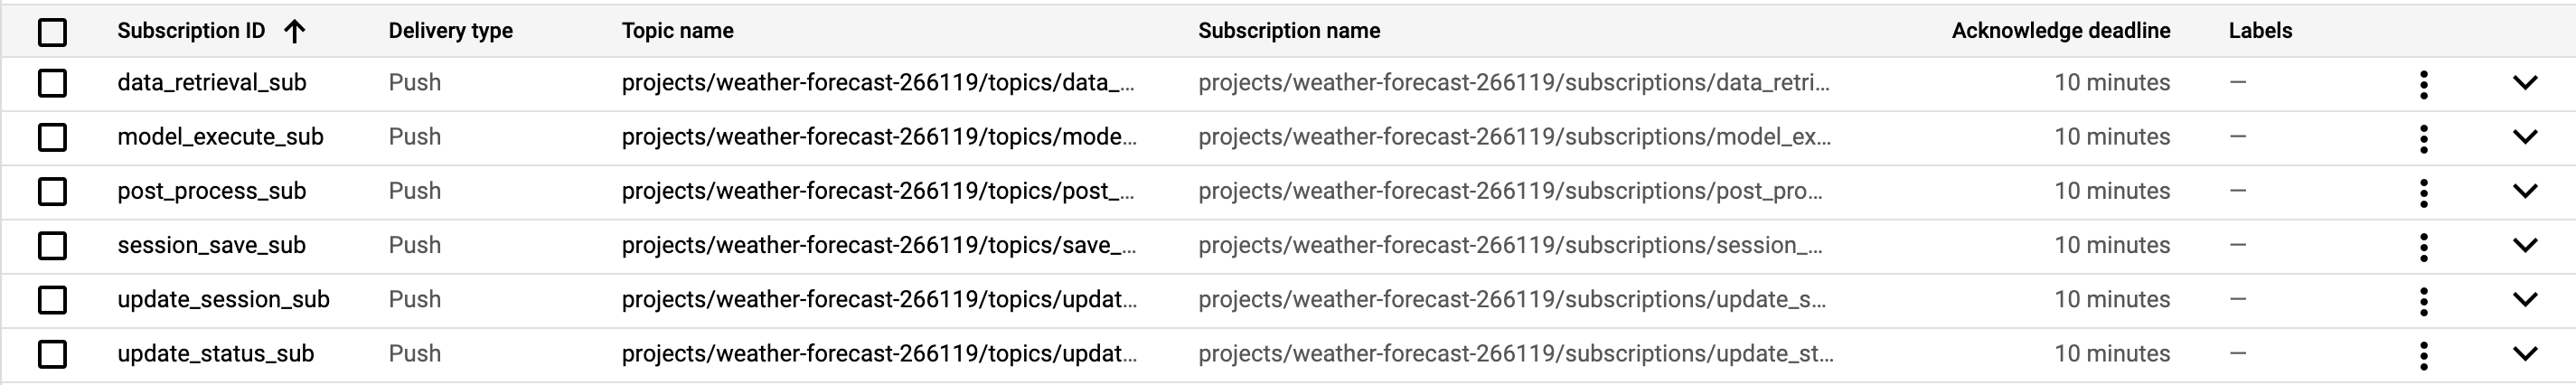 Subscription ID Delivery type Topic name Subscription name Acknowledge deadline Labels
data_retrieval_sub Push projects/weather-forecast-266119/topics/data_... projects/weather-forecast-266119/subscriptions/data_retri... 10 minutes —
model_execute_sub Push projects/weather-forecast-266119/topics/mode... projects/weather-forecast-266119/subscriptions/model_ex... 10 minutes —
post_process_sub Push projects/weather-forecast-266119/topics/post_... projects/weather-forecast-266119/subscriptions/post_pro... 10 minutes —
session_save_sub Push projects/weather-forecast-266119/topics/save_... projects/weather-forecast-266119/subscriptions/session_... 10 minutes —
update_session_sub Push projects/weather-forecast-266119/topics/updat... projects/weather-forecast-266119/subscriptions/update_s... 10 minutes —
update_status_sub Push projects/weather-forecast-266119/topics/updat... projects/weather-forecast-266119/subscriptions/update_st... 10 minutes —